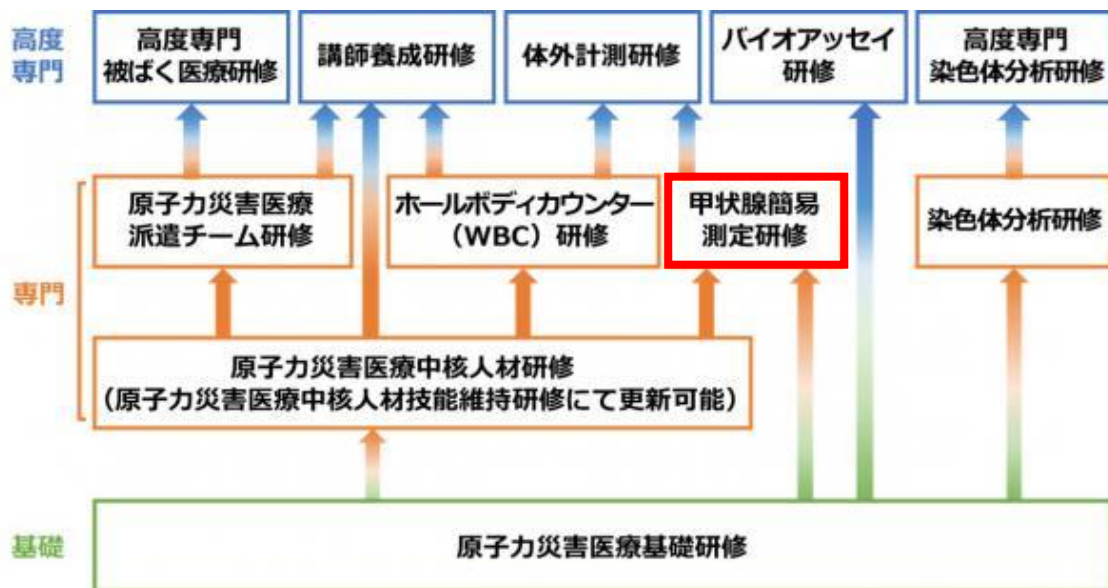 高度
専門
高度専門
被ばく医療研修
講師養成研修
体外計測研修
バイオアッセイ
研修
高度専門
染色体分析研修
専門
原子力災害医療
派遣チーム研修
ホールボディカウンター
（WBC）研修
甲状腺簡易
測定研修
染色体分析研修
原子力災害医療中核人材研修
（原子力災害医療中核人材技能維持研修にて更新可能）
基礎
原子力災害医療基礎研修